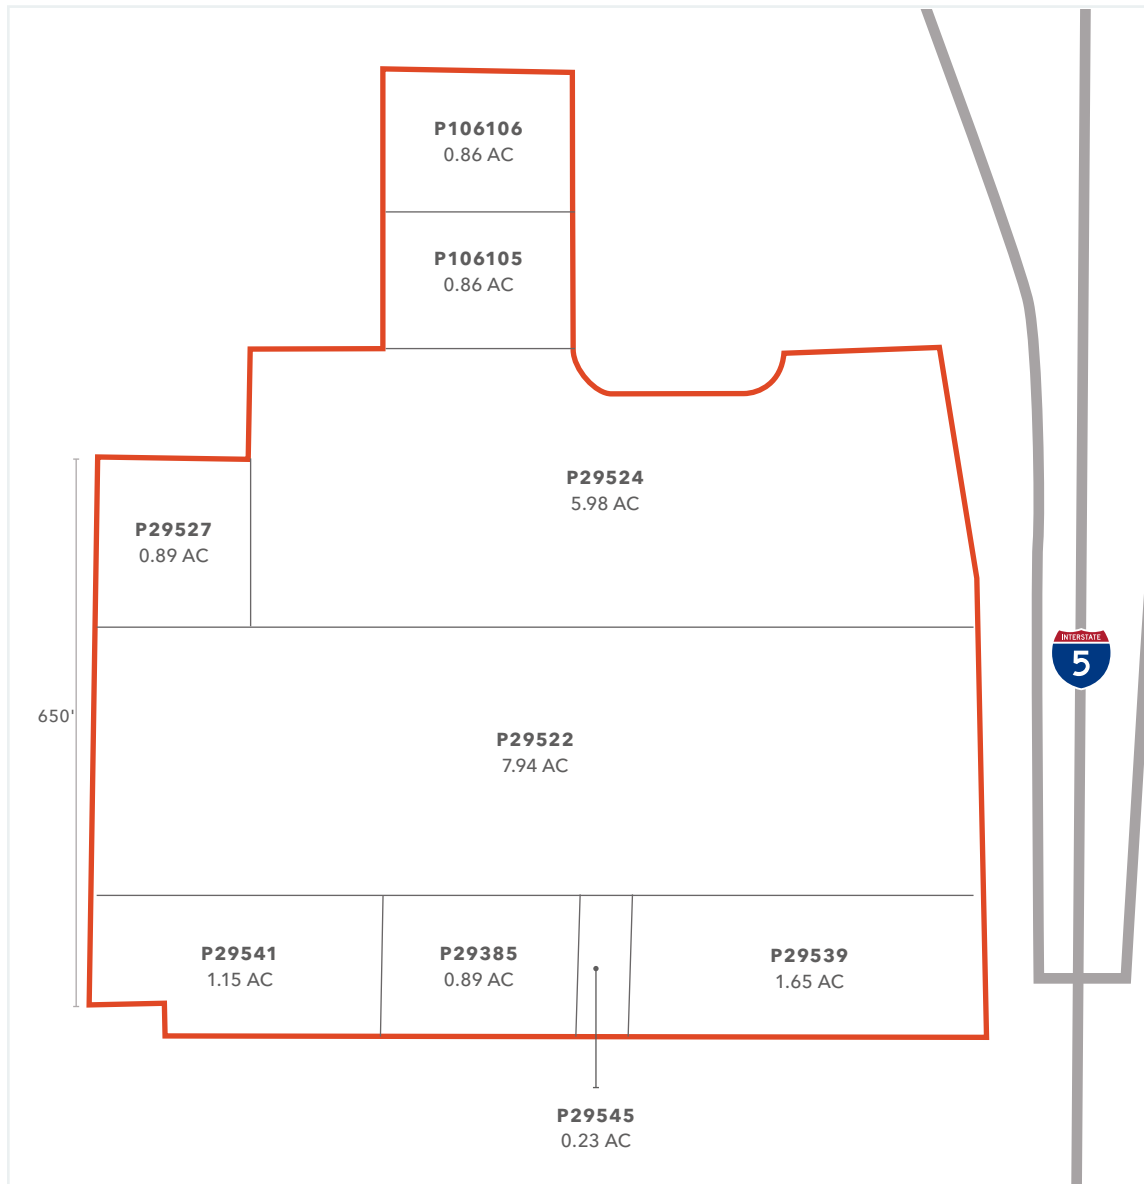 P106106
0.86 AC
P106105
0.86 AC
P29524
5.98 AC
P29527
0.89 AC
INTERSTATE
5
650'
P29522
7.94 AC
P29541
1.15 AC
P29385
0.89 AC
P29539
1.65 AC
P29545
0.23 AC